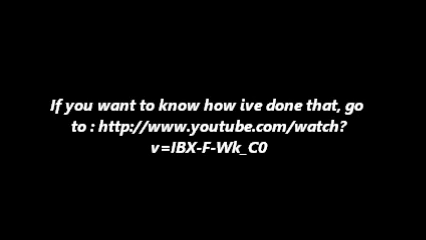 If you want to know how ive done that, go
to : http://www.youtube.com/watch?
v=IBX-F-Wk_C0